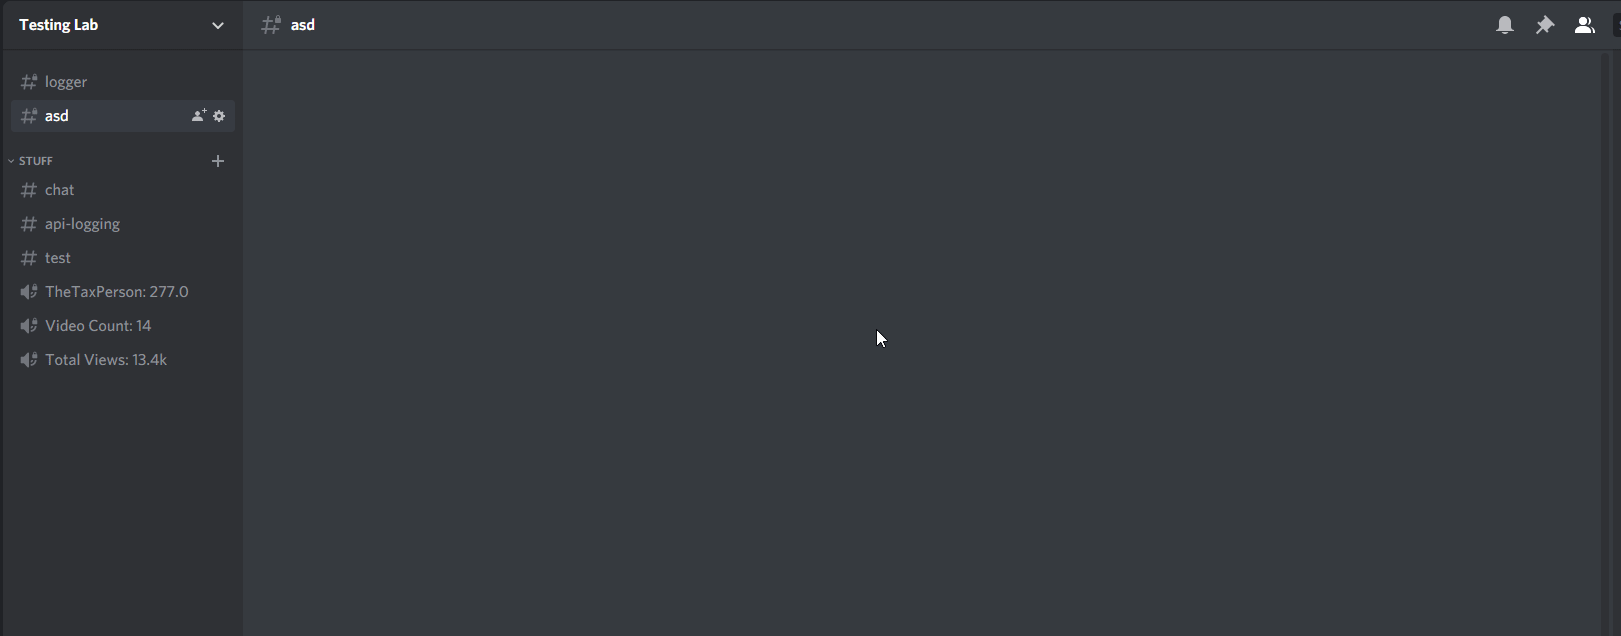 Testing Lab
asd
logger
asd
STUFF
chat
api-logging
test
TheTaxPerson: 277.0
Video Count: 14
Total Views: 13.4k